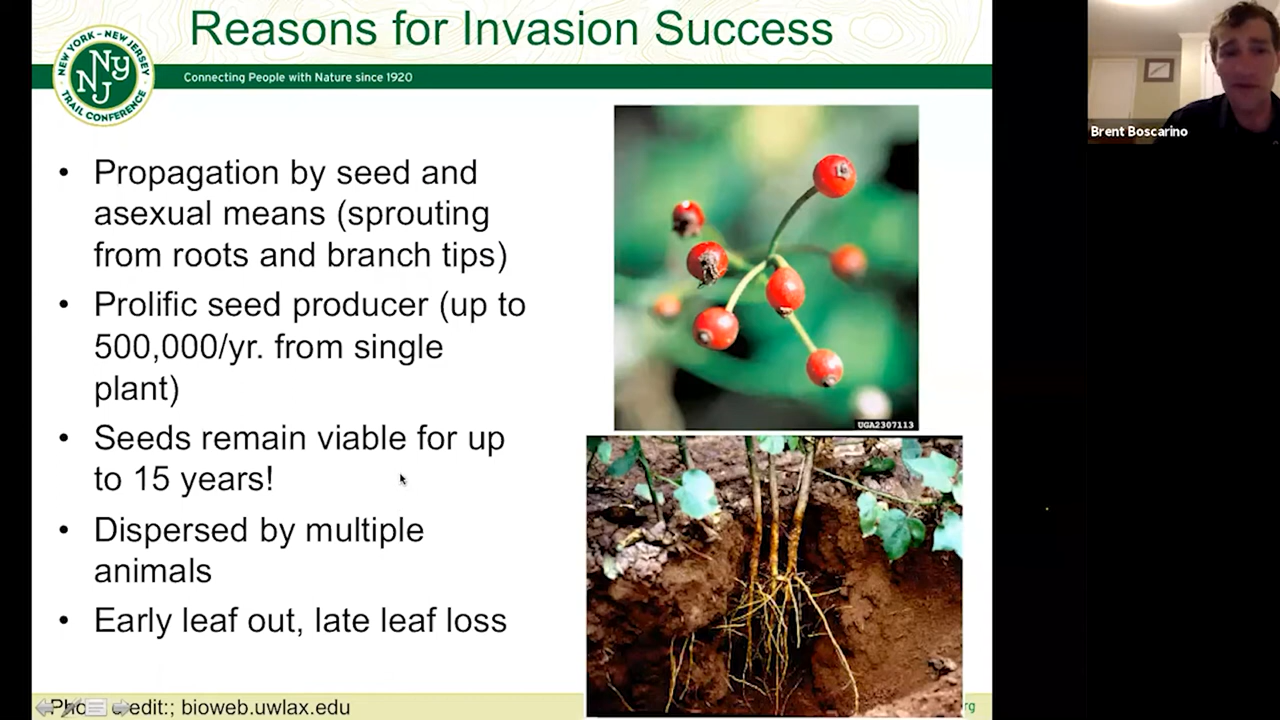 Reasons for Invasion Success
NEW YORK - NEW JERSEY
NY
NJ
TRAIL CONFERENCE
Connecting People with Nature since 1920
Brent Boscarino
• Propagation by seed and
asexual means (sprouting
from roots and branch tips)
• Prolific seed producer (up to
500,000/yr. from single
plant)
• Seeds remain viable for up
to 15 years!
• Dispersed by multiple
animals
• Early leaf out, late leaf loss
UGA2307113
bioweb.uwlax.edu